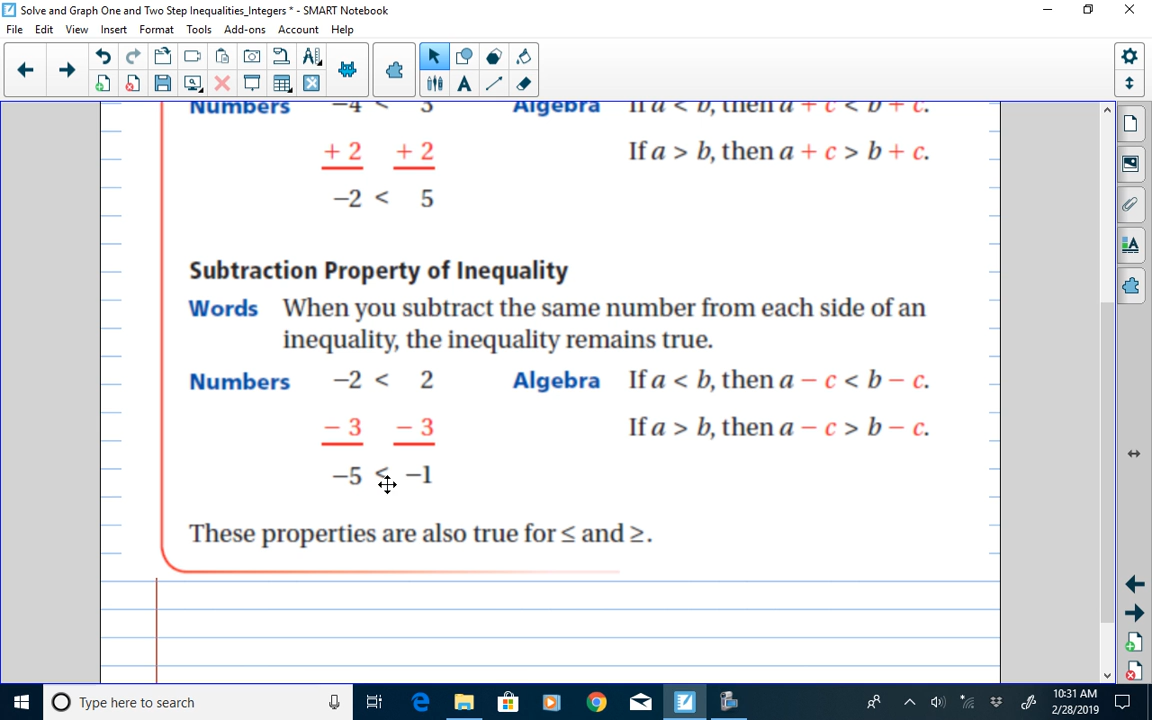 Solve and Graph One and Two Step Inequalities_Integers * - SMART Notebook
File Edit View Insert Format Tools Add-ons Account Help
Numbers −4 < 3 Algebra If a < b, then a + c < b + c.
+ 2 + 2 If a > b, then a + c > b + c.
−2 < 5
Subtraction Property of Inequality
Words When you subtract the same number from each side of an
inequality, the inequality remains true.
Numbers −2 < 2 Algebra If a < b, then a − c < b − c.
− 3 − 3 If a > b, then a − c > b − c.
−5 < −1
These properties are also true for ≤ and ≥.
Type here to search
10:31 AM
2/28/2019